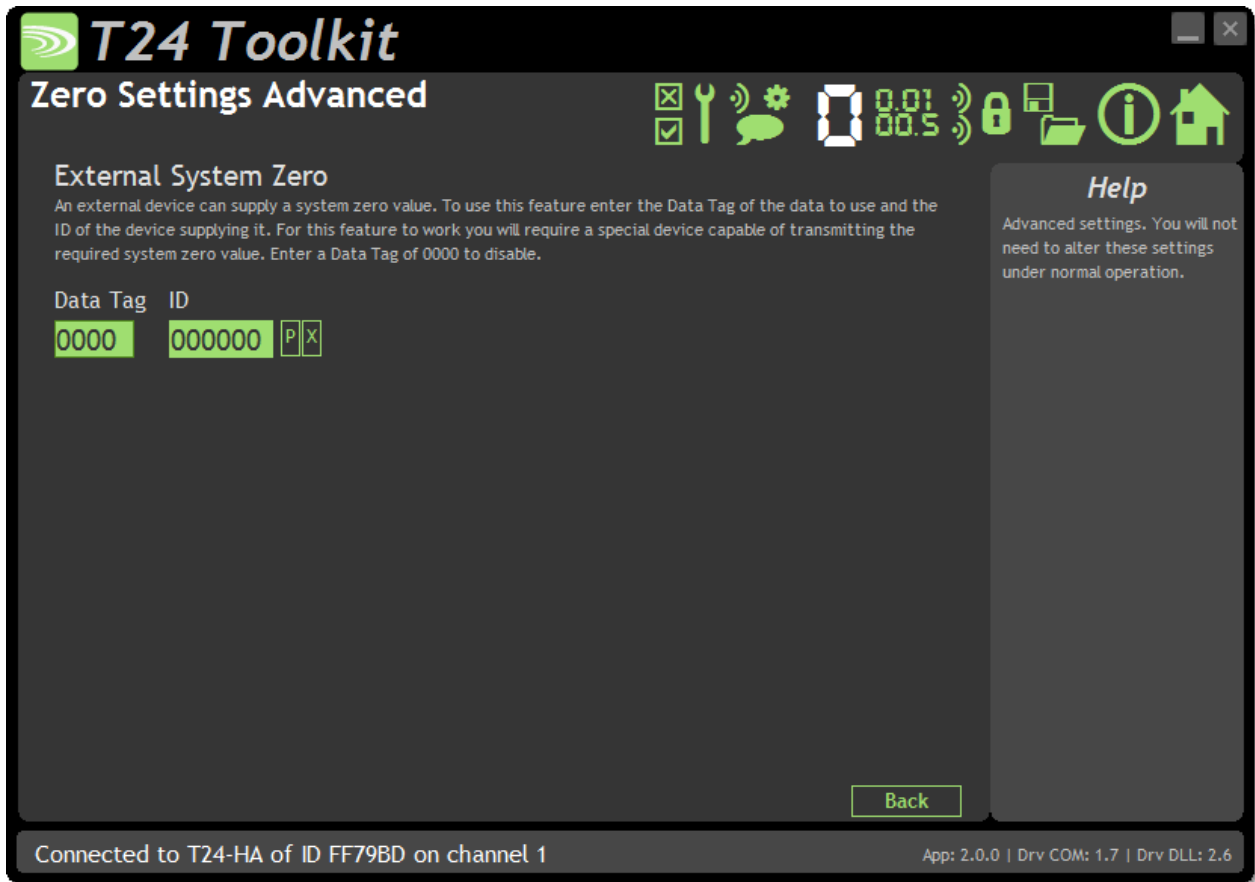 T24 Toolkit
Zero Settings Advanced
0
0.01
00.5
External System Zero
An external device can supply a system zero value. To use this feature enter the Data Tag of the data to use and the
ID of the device supplying it. For this feature to work you will require a special device capable of transmitting the
required system zero value. Enter a Data Tag of 0000 to disable.
Data Tag ID
0000 000000 P X
Back
Help
Advanced settings. You will not
need to alter these settings
under normal operation.
Connected to T24-HA of ID FF79BD on channel 1
App: 2.0.0 | Drv COM: 1.7 | Drv DLL: 2.6